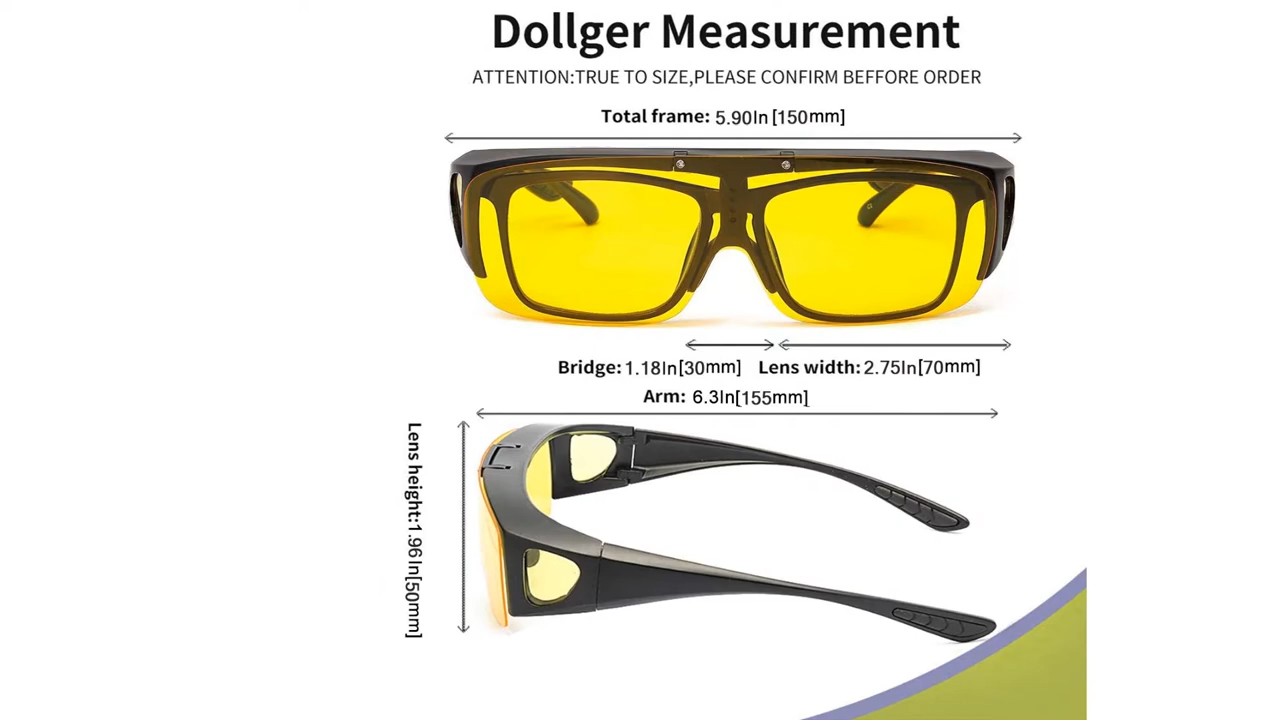 Dollger Measurement
ATTENTION:TRUE TO SIZE,PLEASE CONFIRM BEFFORE ORDER
Total frame: 5.90In [150mm]
Bridge: 1.18In[30mm]
Lens width: 2.75In[70mm]
Arm: 6.3In[155mm]
Lens height:1.96In[50mm]